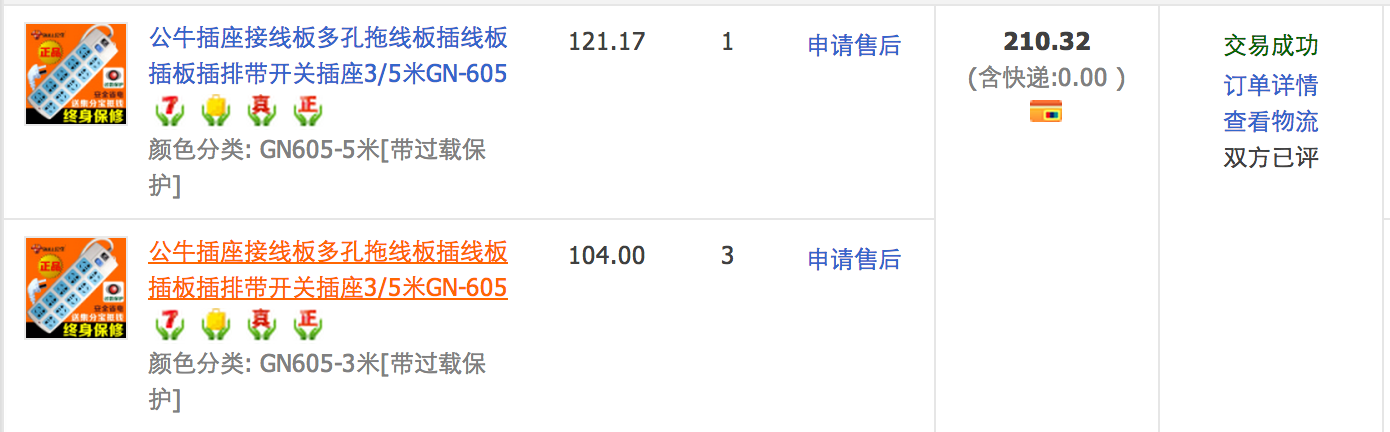 公牛插座接线板多孔拖线板插线板
插板插排带开关插座3/5米GN-605
7 真 正
颜色分类: GN605-5米[带过载保
护]
121.17
1
申请售后
210.32
(含快递:0.00 )
交易成功
订单详情
查看物流
双方已评
正品
终身保修
公牛插座接线板多孔拖线板插线板
插板插排带开关插座3/5米GN-605
7 真 正
颜色分类: GN605-3米[带过载保
护]
104.00
3
申请售后
正品
终身保修